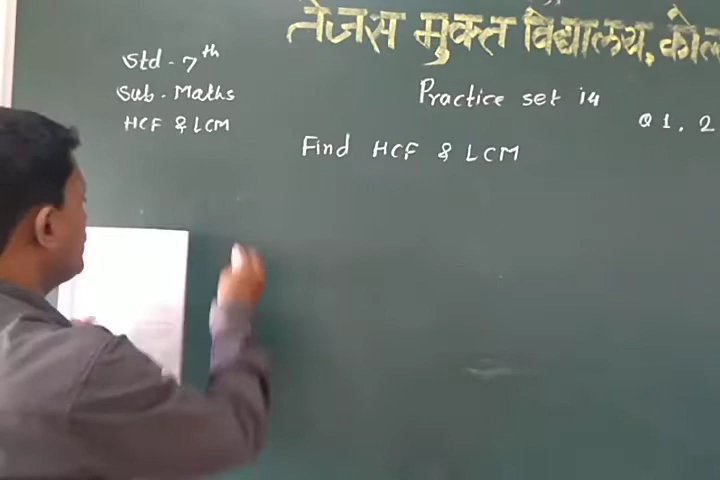 तेजस मुक्त विद्यालय, कोल
Std - 7th
Sub - Maths
HCF & LCM
Practice set 14
Q 1, 2
Find HCF & LCM